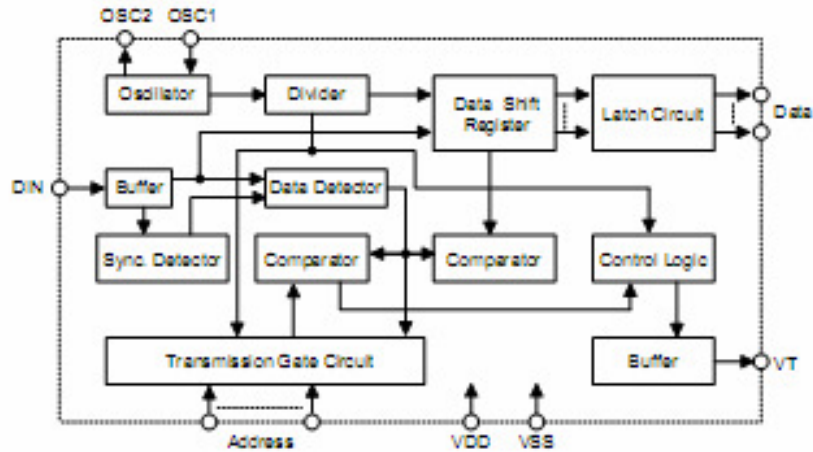 OSC2 OSC1
Oscillator
Divider
Data Shift
Register
Latch Circuit
Data
DIN
Buffer
Data Detector
Sync. Detector
Comparator
Comparator
Control Logic
Transmission Gate Circuit
Buffer
VT
Address
VDD
VSS